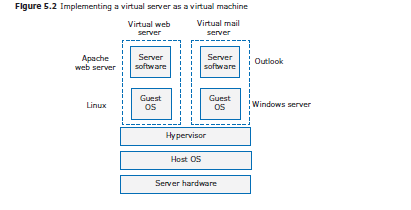 Figure 5.2 Implementing a virtual server as a virtual machine
Virtual web
server
Virtual mail
server
Apache
web server
Server
software
Server
software
Outlook
Linux
Guest
OS
Guest
OS
Windows server
Hypervisor
Host OS
Server hardware